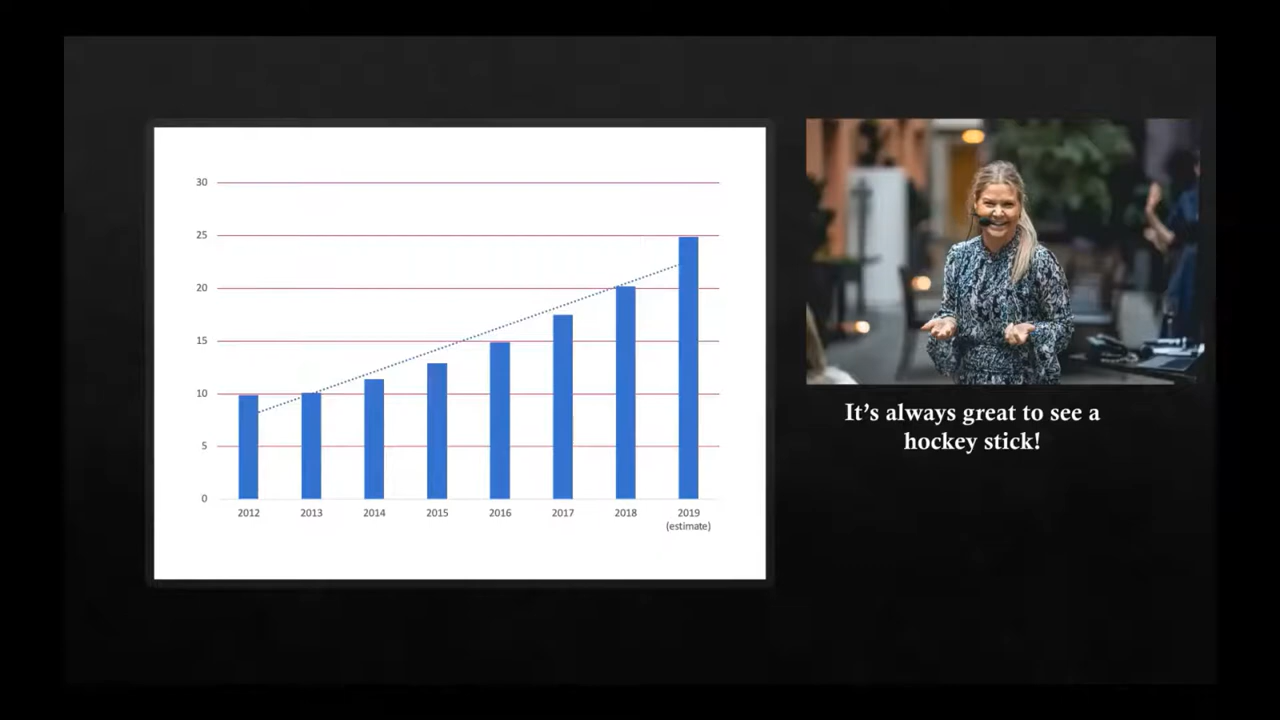 30
25
20
15
10
5
0
2012 2013 2014 2015 2016 2017 2018 2019
(estimate)
It’s always great to see a
hockey stick!